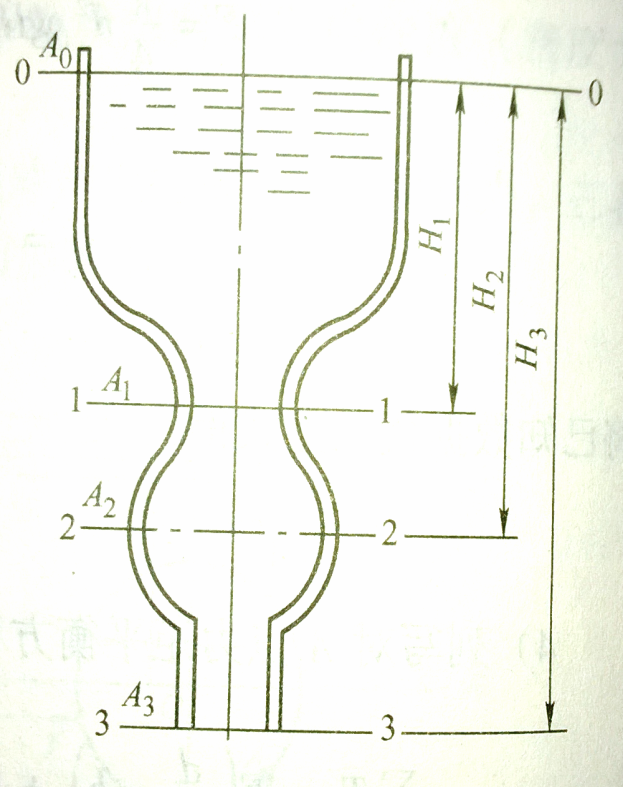 A₀
0 0
H₁
H₂
H₃
1 A₁ 1
A₂
2 2
A₃
3 3